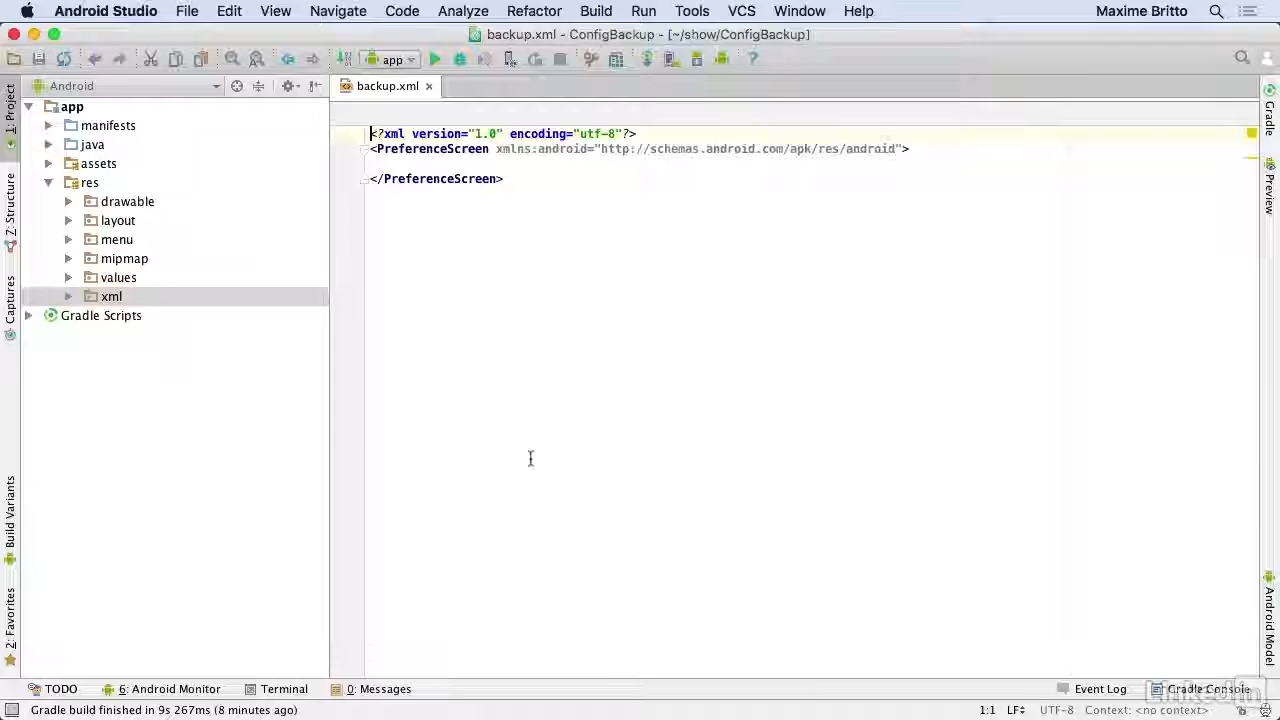 Android Studio File Edit View Navigate Code Analyze Refactor Build Run Tools VCS Window Help Maxime Britto
backup.xml - ConfigBackup - [~/show/ConfigBackup]
app
Android
backup.xml
1: Project
Z: Structure
Captures
Build Variants
2: Favorites
app
manifests
java
assets
res
drawable
layout
menu
mipmap
values
xml
Gradle Scripts
<?xml version="1.0" encoding="utf-8"?>
<PreferenceScreen xmlns:android="http://schemas.android.com/apk/res/android">
</PreferenceScreen>
Gradle
Preview
Android Model
TODO 6: Android Monitor Terminal 0: Messages Event Log Gradle Console
LinkedIn
Gradle build finished in 9s 267ms (8 minutes ago) 1:1 LF÷ UTF-8 Context: <no context>